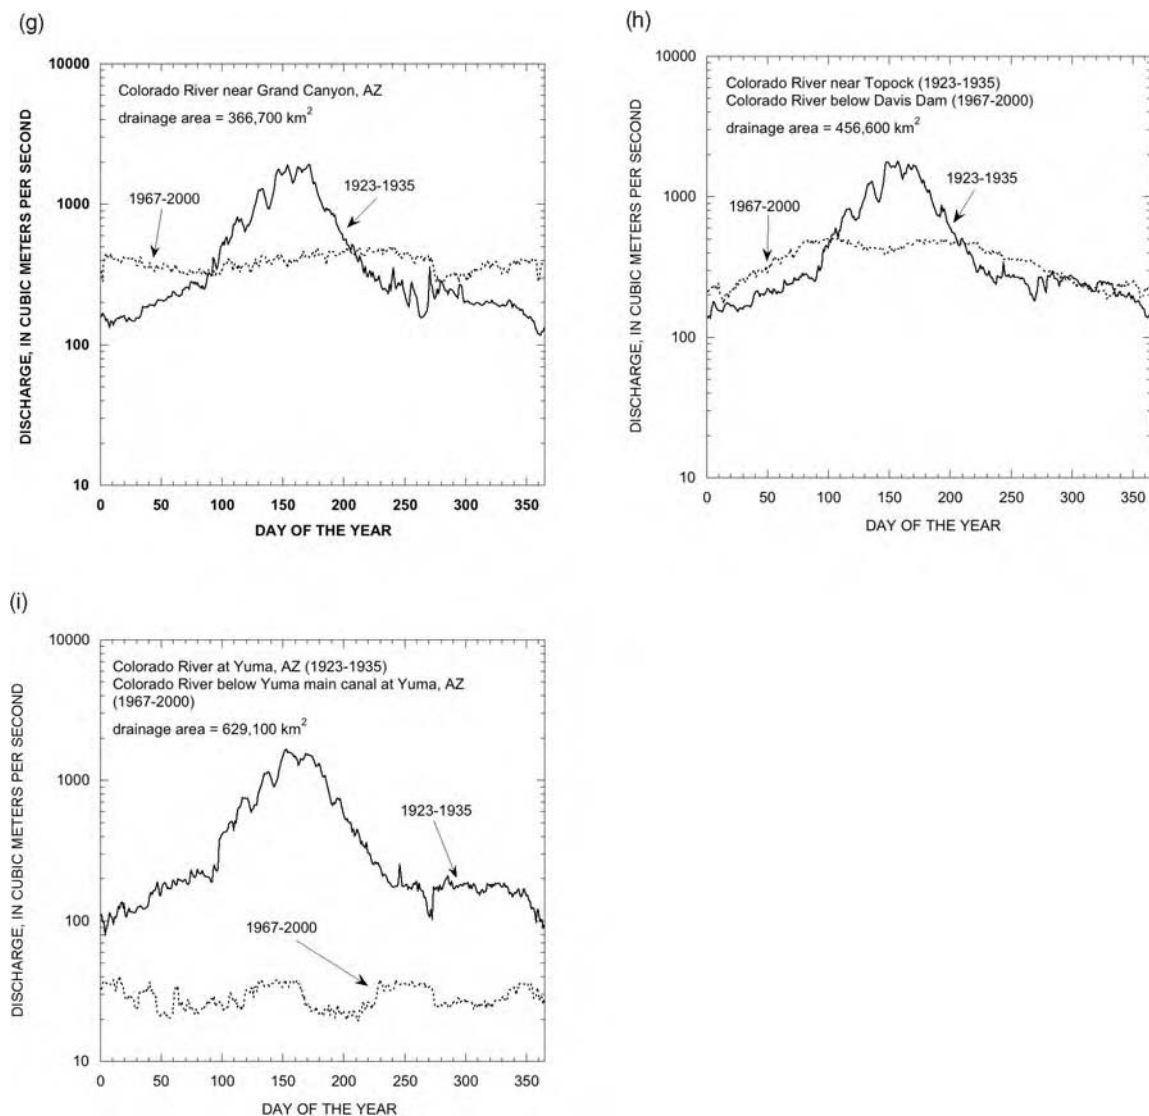 (g)
10000
Colorado River near Grand Canyon, AZ
drainage area = 366,700 km²
1967-2000
1923-1935
1000
100
10
DISCHARGE, IN CUBIC METERS PER SECOND
0 50 100 150 200 250 300 350
DAY OF THE YEAR
(h)
10000
Colorado River near Topock (1923-1935)
Colorado River below Davis Dam (1967-2000)
drainage area = 456,600 km²
1923-1935
1967-2000
1000
100
10
DISCHARGE, IN CUBIC METERS PER SECOND
0 50 100 150 200 250 300 350
DAY OF THE YEAR
(i)
10000
Colorado River at Yuma, AZ (1923-1935)
Colorado River below Yuma main canal at Yuma, AZ
(1967-2000)
drainage area = 629,100 km²
1000
1923-1935
1967-2000
100
10
DISCHARGE, IN CUBIC METERS PER SECOND
0 50 100 150 200 250 300 350
DAY OF THE YEAR